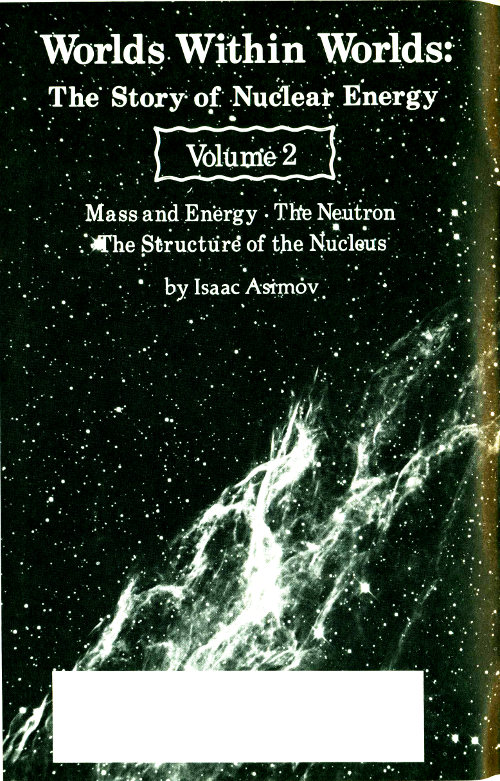 Worlds Within Worlds:
The Story of Nuclear Energy
Volume 2
Mass and Energy · The Neutron
The Structure of the Nucleus
by Isaac Asimov